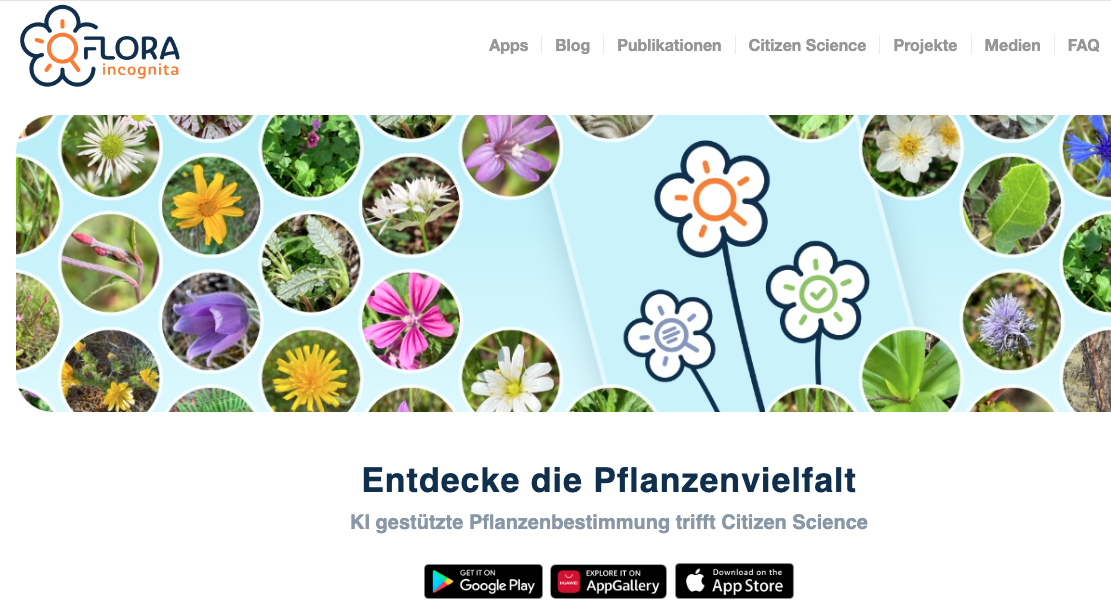 FLORA
incognita
Apps
Blog
Publikationen
Citizen Science
Projekte
Medien
FAQ
Entdecke die Pflanzenvielfalt
KI gestützte Pflanzenbestimmung trifft Citizen Science
GET IT ON
Google Play
HUAWEI
EXPLORE IT ON
AppGallery
Download on the
App Store